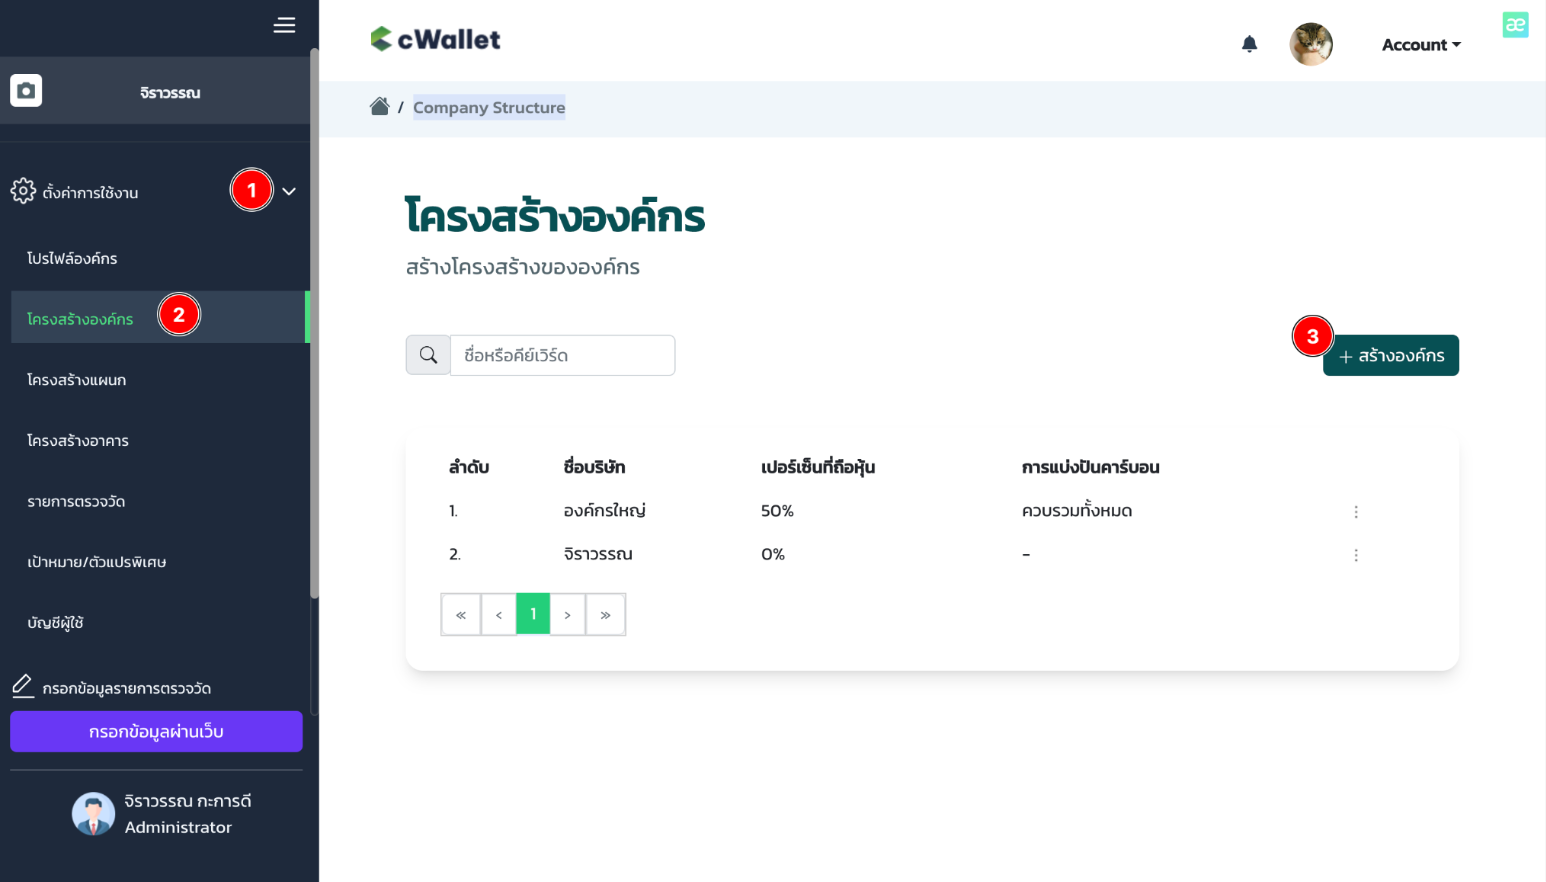 จิราวรรณ
ตั้งค่าการใช้งาน
1
โปรไฟล์องค์กร
โครงสร้างองค์กร
2
โครงสร้างแผนก
โครงสร้างอาคาร
รายการตรวจวัด
เป้าหมาย/ตัวแปรพิเศษ
บัญชีผู้ใช้
กรอกข้อมูลรายการตรวจวัด
กรอกข้อมูลผ่านเว็บ
จิราวรรณ กะการดี
Administrator
cWallet
Account
æ
/ Company Structure
โครงสร้างองค์กร
สร้างโครงสร้างขององค์กร
ชื่อหรือคีย์เวิร์ด
3
+ สร้างองค์กร
ลำดับ ชื่อบริษัท เปอร์เซ็นที่ถือหุ้น การแบ่งปันคาร์บอน
1. องค์กรใหญ่ 50% ควบรวมทั้งหมด
2. จิราวรรณ 0% -
« ‹ 1 › »